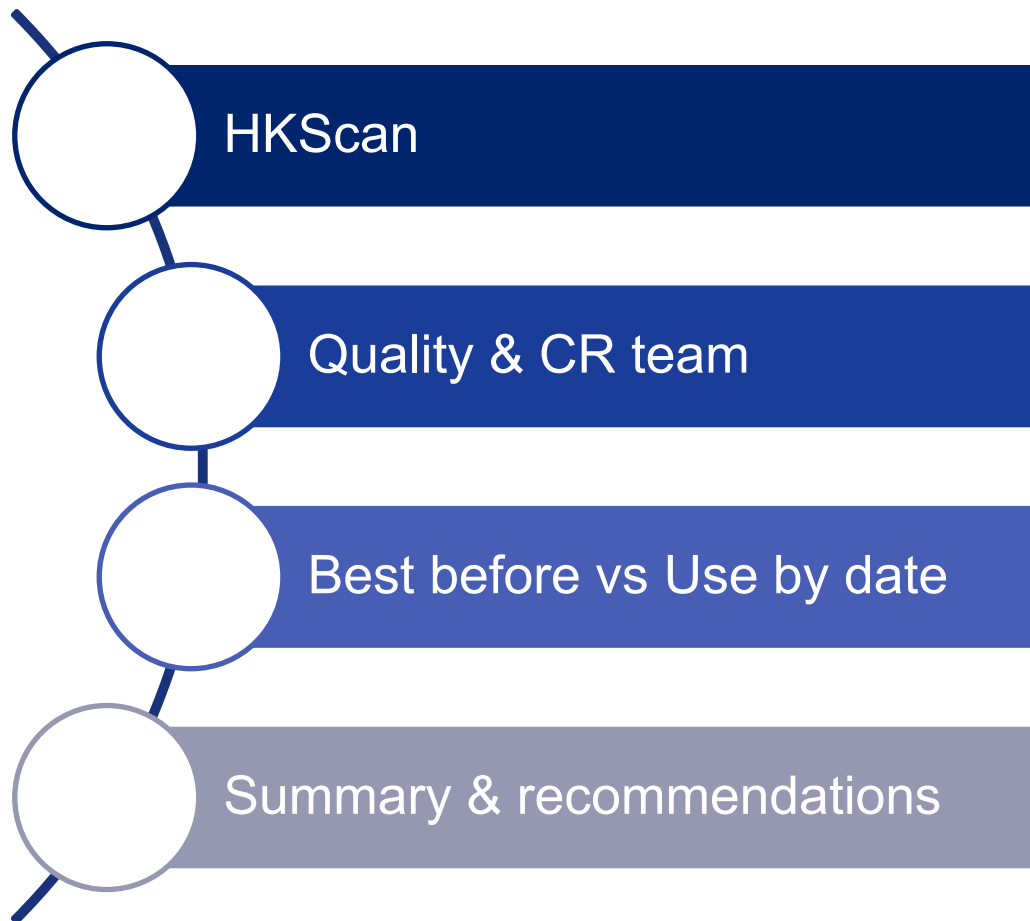 HKScan
Quality & CR team
Best before vs Use by date
Summary & recommendations